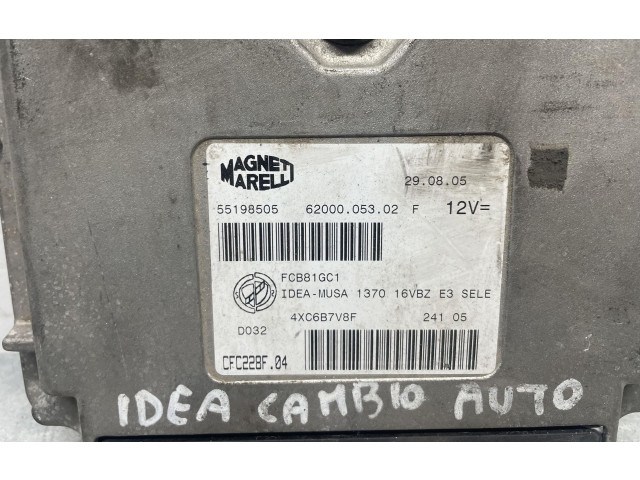 MAGNETI
MARELLI
29.08.05
55198505 62000.053.02 F 12V=
FCB81GC1
IDEA-MUSA 1370 16VBZ E3 SELE
4XC6B7V8F 241 05
D032
CFC228F.04
IDEA CAMBIO AUTO